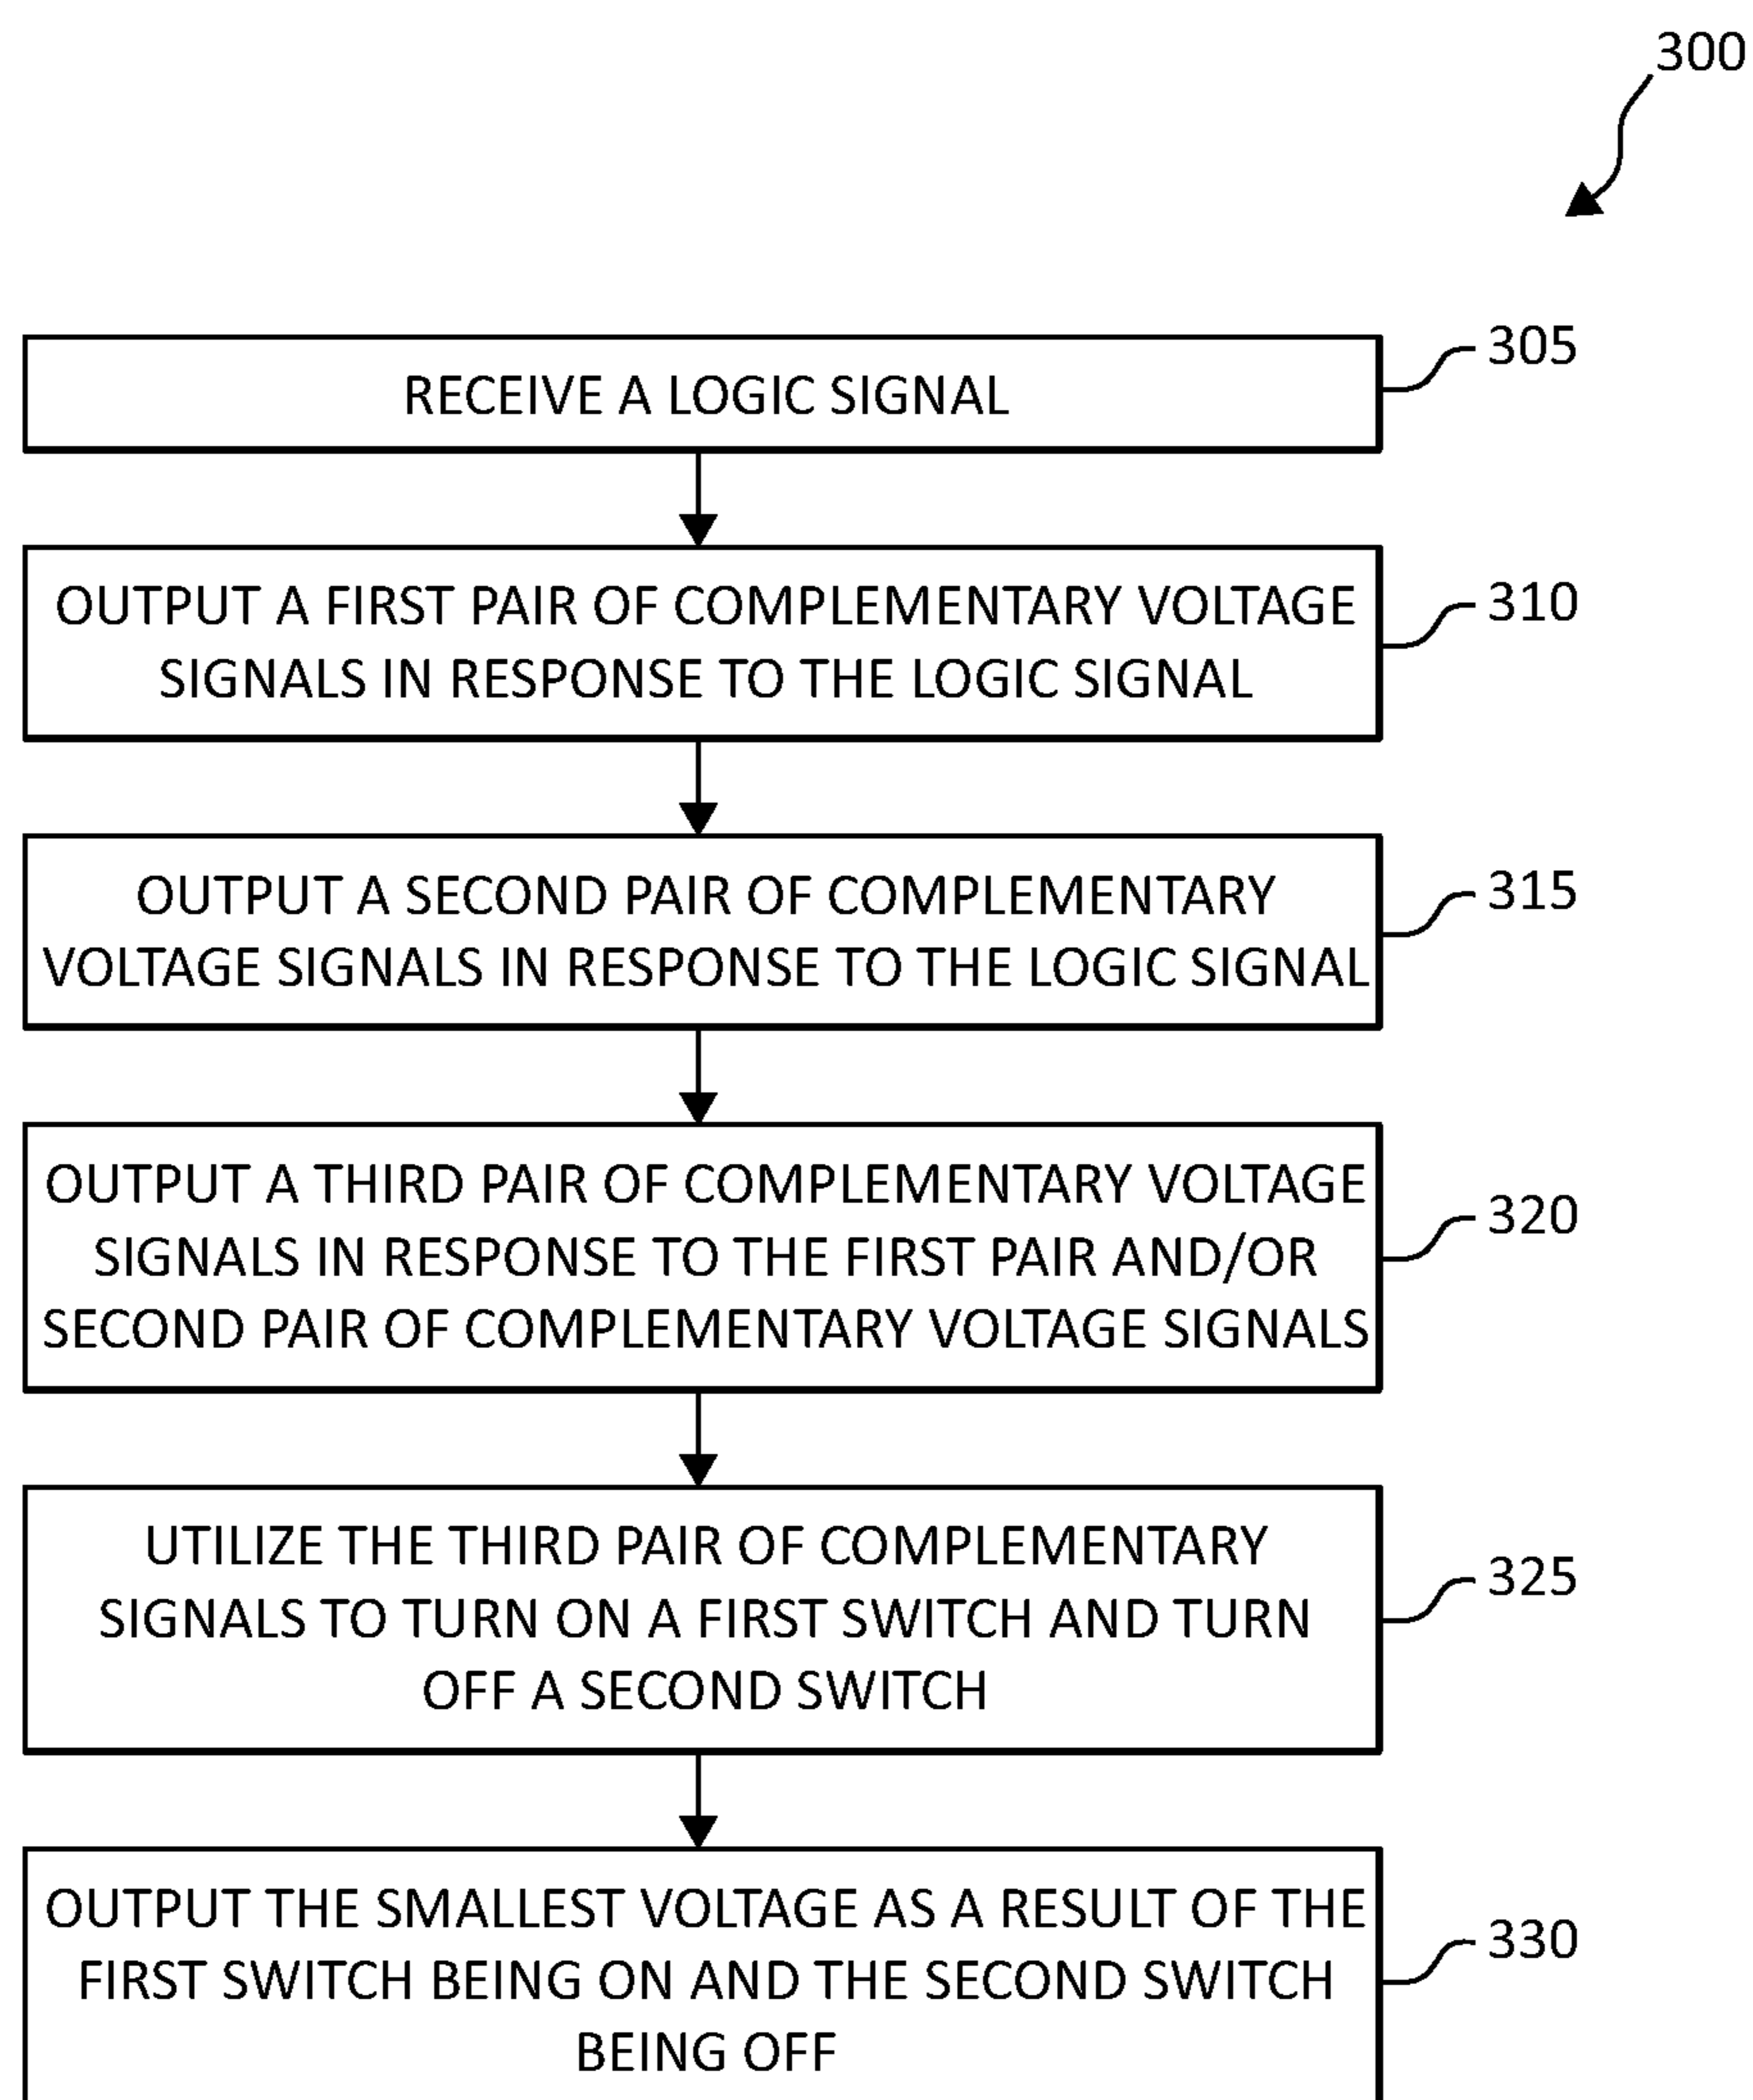 300
RECEIVE A LOGIC SIGNAL
305
OUTPUT A FIRST PAIR OF COMPLEMENTARY VOLTAGE
SIGNALS IN RESPONSE TO THE LOGIC SIGNAL
310
OUTPUT A SECOND PAIR OF COMPLEMENTARY
VOLTAGE SIGNALS IN RESPONSE TO THE LOGIC SIGNAL
315
OUTPUT A THIRD PAIR OF COMPLEMENTARY VOLTAGE
SIGNALS IN RESPONSE TO THE FIRST PAIR AND/OR
SECOND PAIR OF COMPLEMENTARY VOLTAGE SIGNALS
320
UTILIZE THE THIRD PAIR OF COMPLEMENTARY
SIGNALS TO TURN ON A FIRST SWITCH AND TURN
OFF A SECOND SWITCH
325
OUTPUT THE SMALLEST VOLTAGE AS A RESULT OF THE
FIRST SWITCH BEING ON AND THE SECOND SWITCH
BEING OFF
330